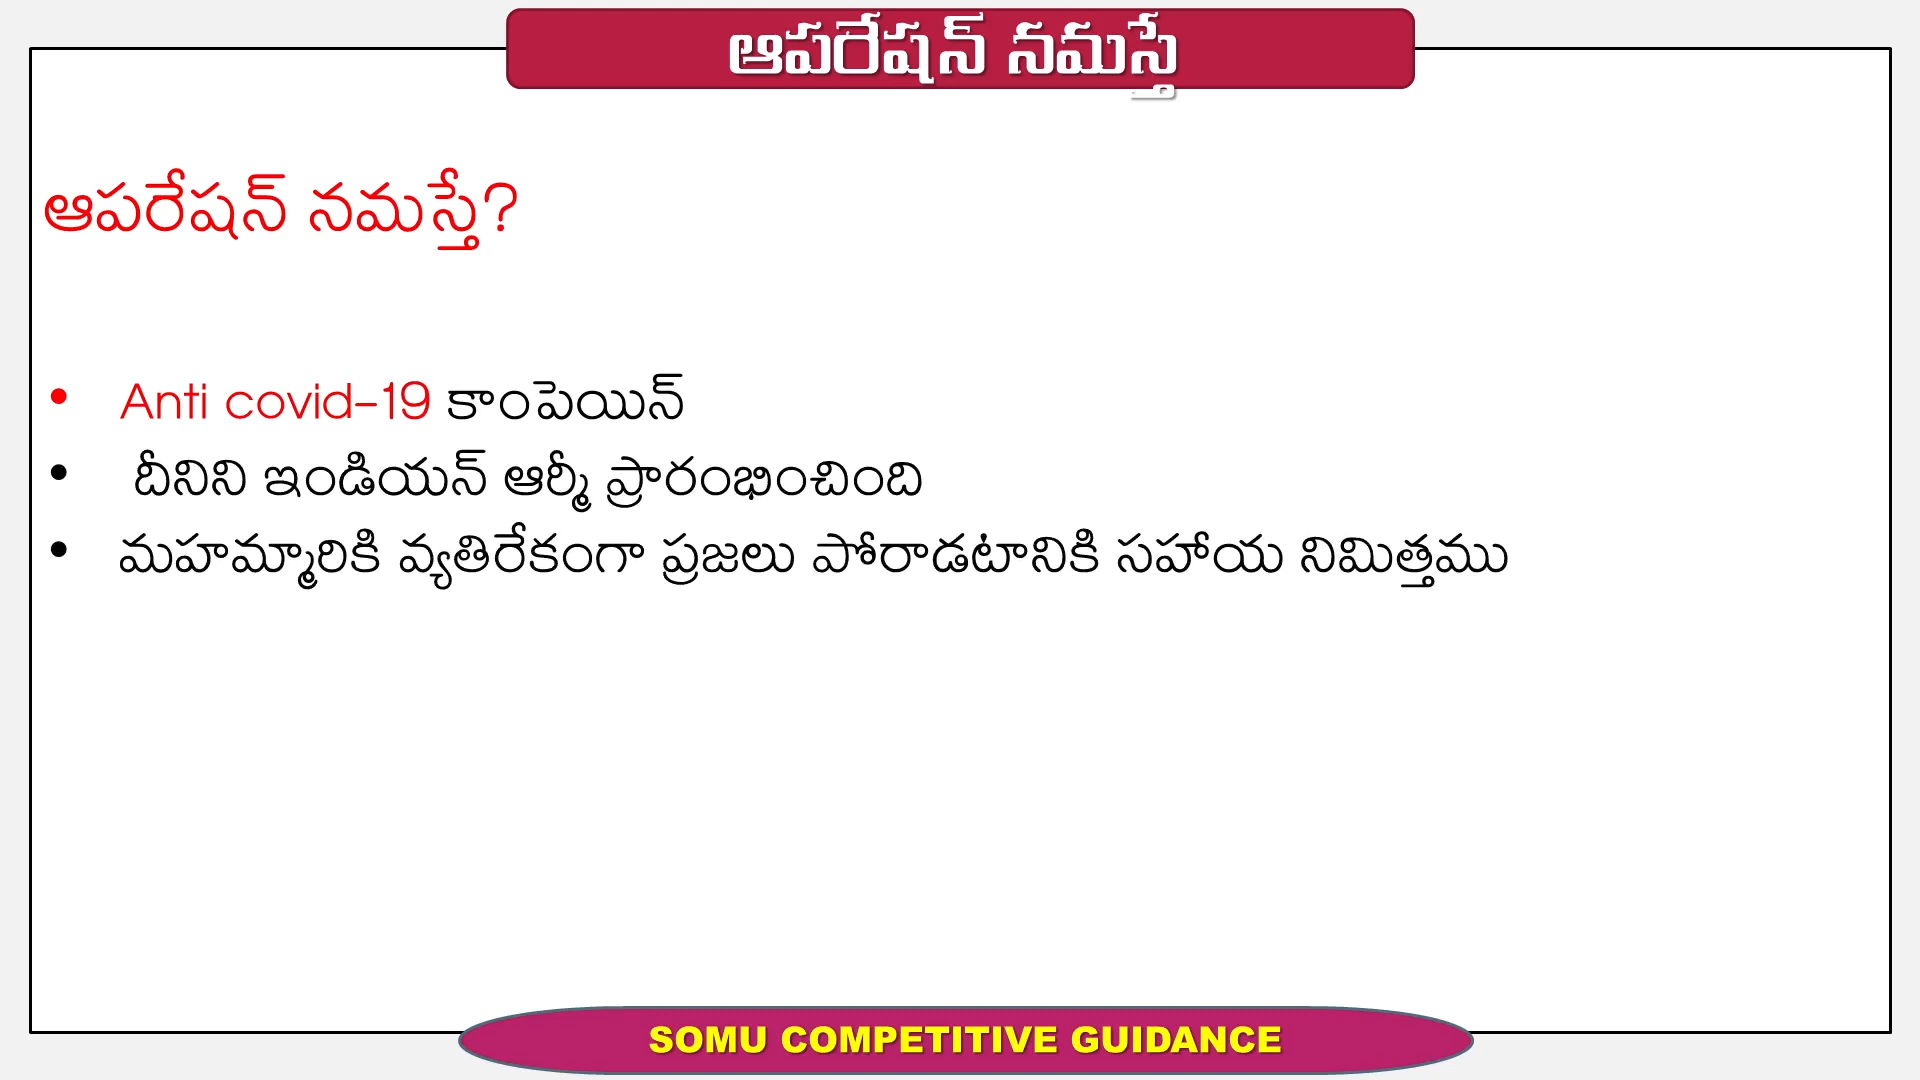 ఆపరేషన్ నమస్తే
ఆపరేషన్ నమస్తే?
• Anti covid-19 కాంపెయిన్
• దీనిని ఇండియన్ ఆర్మీ ప్రారంభించింది
• మహమ్మారికి వ్యతిరేకంగా ప్రజలు పోరాడటానికి సహాయ నిమిత్తము
SOMU COMPETITIVE GUIDANCE